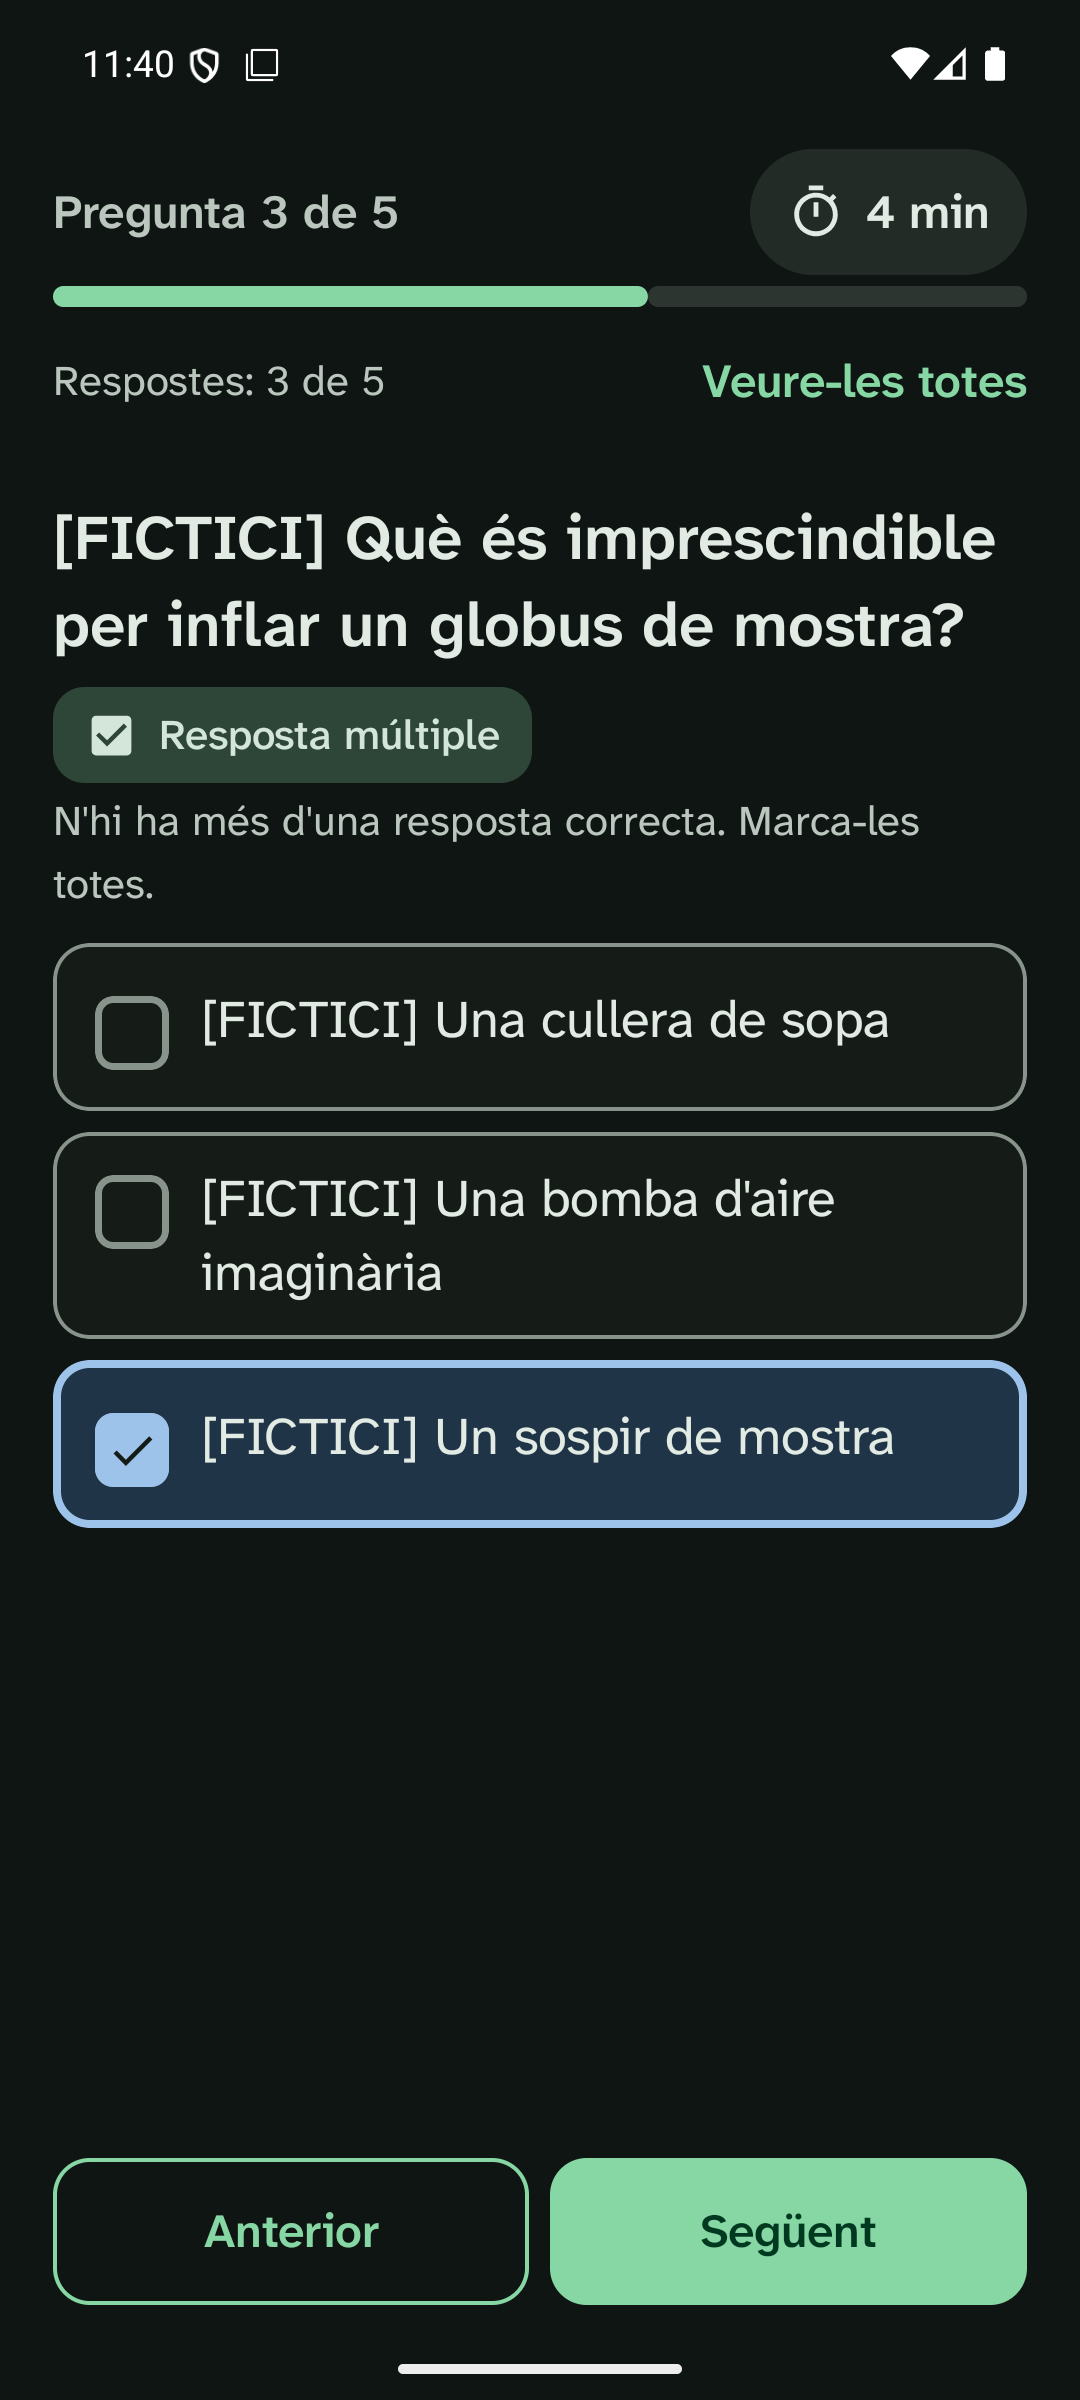 11:40
Pregunta 3 de 5
4 min
Respostes: 3 de 5
Veure-les totes
[FICTICI] Què és imprescindible
per inflar un globus de mostra?
Resposta múltiple
N'hi ha més d'una resposta correcta. Marca-les
totes.
[FICTICI] Una cullera de sopa
[FICTICI] Una bomba d'aire
imaginària
[FICTICI] Un sospir de mostra
Anterior
Següent